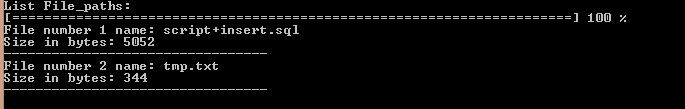 List File_paths:
[======================================================================] 100 %
File number 1 name: script+insert.sql
Size in bytes: 5052
---------------------------------
File number 2 name: tmp.txt
Size in bytes: 344
---------------------------------